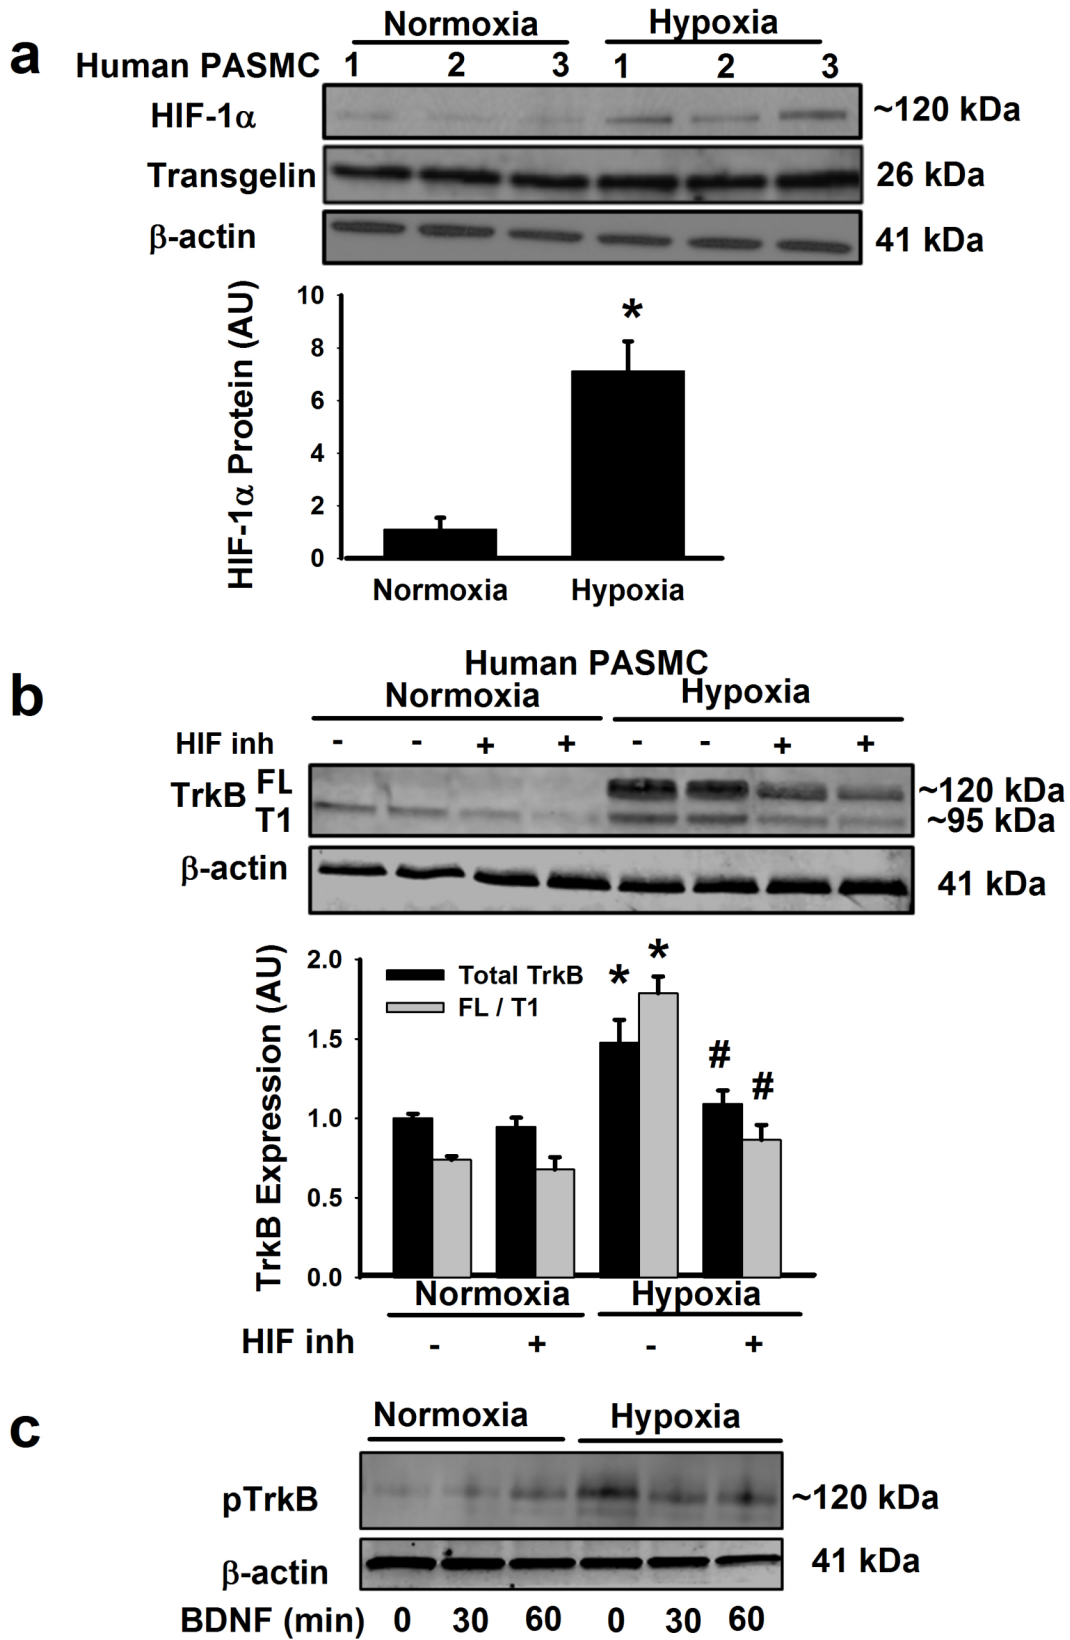 a
Normoxia Hypoxia
Human PASMC 1 2 3 1 2 3
HIF-1α ~120 kDa
Transgelin 26 kDa
β-actin 41 kDa
HIF-1α Protein (AU)
10
8
6
4
2
0
*
Normoxia Hypoxia
b
Human PASMC
Normoxia Hypoxia
HIF inh - - + + - - + +
TrkB FL ~120 kDa
T1 ~95 kDa
β-actin 41 kDa
TrkB Expression (AU)
2.0
1.5
1.0
0.5
0.0
Total TrkB
FL / T1
* *
# #
Normoxia Hypoxia
HIF inh - + - +
c
Normoxia Hypoxia
pTrkB ~120 kDa
β-actin 41 kDa
BDNF (min) 0 30 60 0 30 60